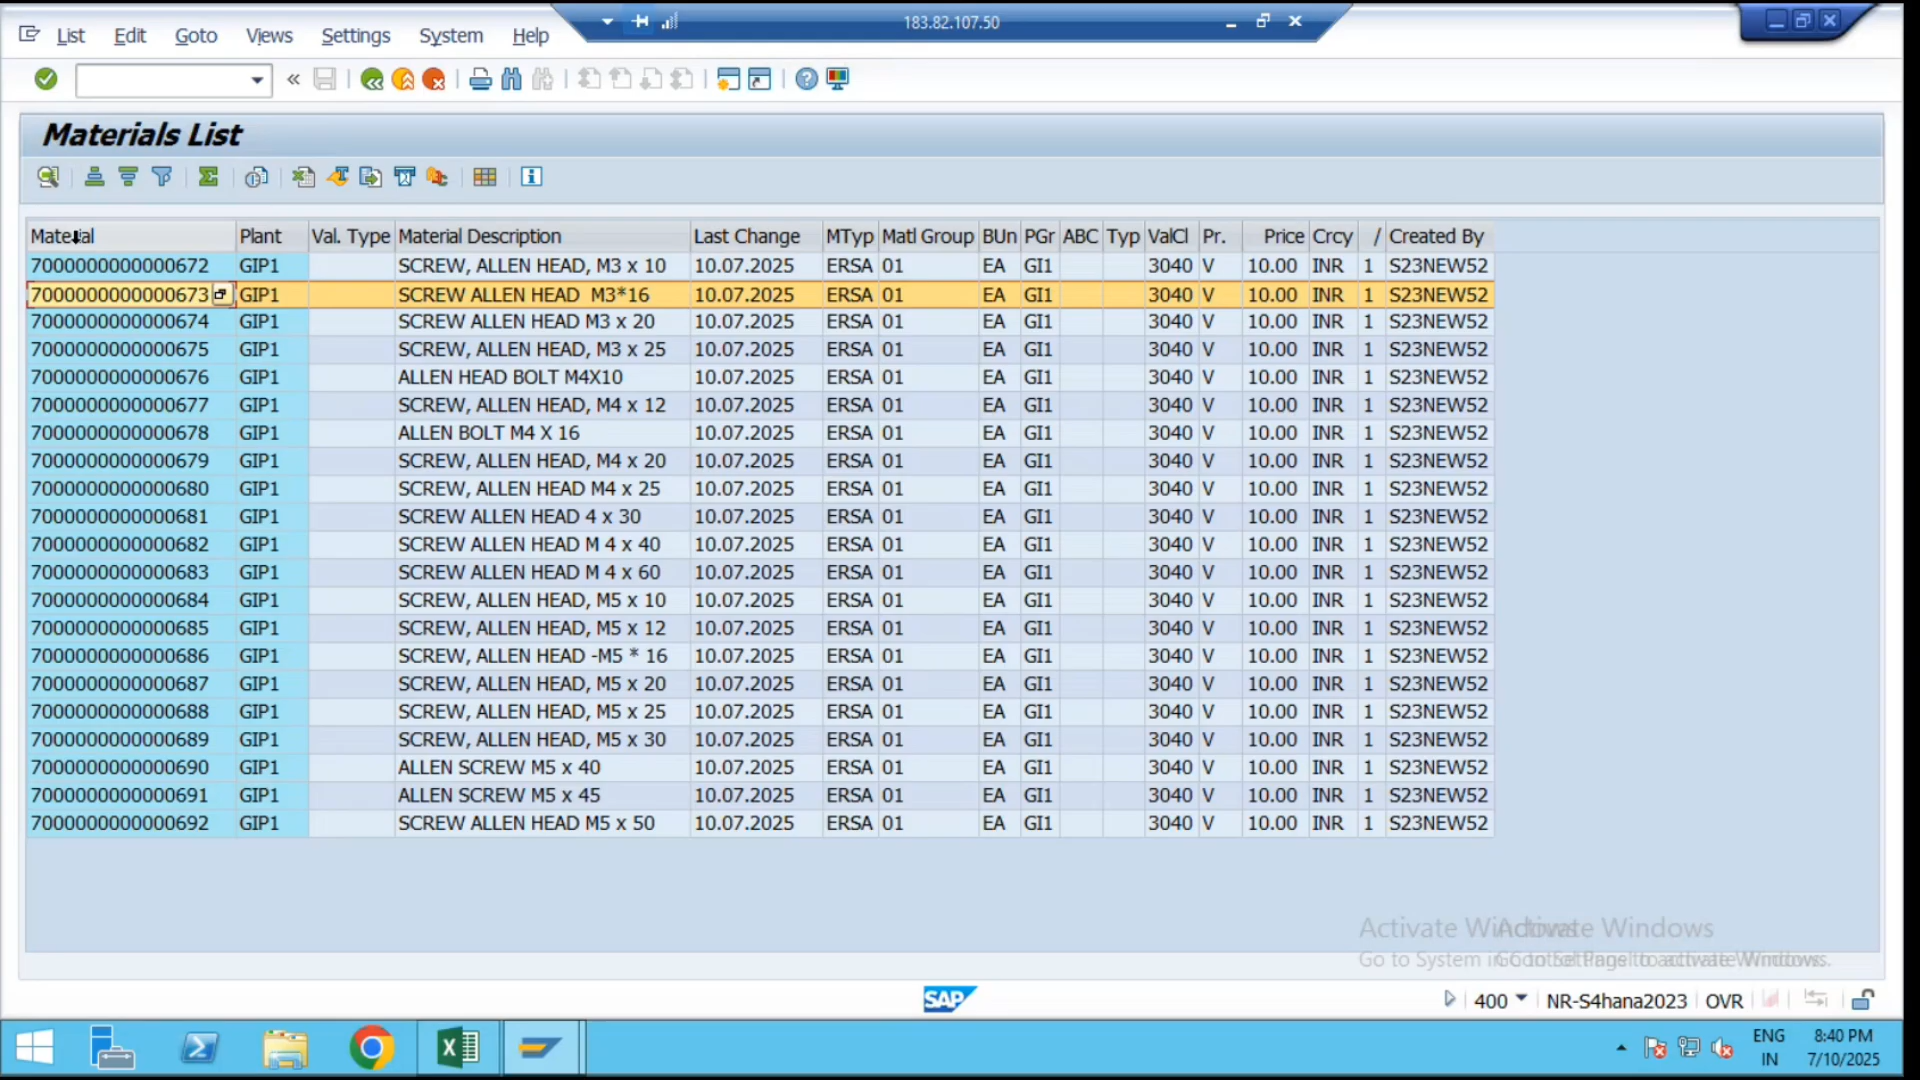 183.82.107.50
List Edit Goto Views Settings System Help
Materials List
Material Plant Val. Type Material Description Last Change MTyp Matl Group BUn PGr ABC Typ ValCl Pr. Price Crcy / Created By
7000000000000672 GIP1 SCREW, ALLEN HEAD, M3 x 10 10.07.2025 ERSA 01 EA GI1 3040 V 10.00 INR 1 S23NEW52
7000000000000673 GIP1 SCREW ALLEN HEAD  M3*16 10.07.2025 ERSA 01 EA GI1 3040 V 10.00 INR 1 S23NEW52
7000000000000674 GIP1 SCREW ALLEN HEAD M3 x 20 10.07.2025 ERSA 01 EA GI1 3040 V 10.00 INR 1 S23NEW52
7000000000000675 GIP1 SCREW, ALLEN HEAD, M3 x 25 10.07.2025 ERSA 01 EA GI1 3040 V 10.00 INR 1 S23NEW52
7000000000000676 GIP1 ALLEN HEAD BOLT M4X10 10.07.2025 ERSA 01 EA GI1 3040 V 10.00 INR 1 S23NEW52
7000000000000677 GIP1 SCREW, ALLEN HEAD, M4 x 12 10.07.2025 ERSA 01 EA GI1 3040 V 10.00 INR 1 S23NEW52
7000000000000678 GIP1 ALLEN BOLT M4 X 16 10.07.2025 ERSA 01 EA GI1 3040 V 10.00 INR 1 S23NEW52
7000000000000679 GIP1 SCREW, ALLEN HEAD, M4 x 20 10.07.2025 ERSA 01 EA GI1 3040 V 10.00 INR 1 S23NEW52
7000000000000680 GIP1 SCREW, ALLEN HEAD M4 x 25 10.07.2025 ERSA 01 EA GI1 3040 V 10.00 INR 1 S23NEW52
7000000000000681 GIP1 SCREW ALLEN HEAD 4 x 30 10.07.2025 ERSA 01 EA GI1 3040 V 10.00 INR 1 S23NEW52
7000000000000682 GIP1 SCREW ALLEN HEAD M 4 x 40 10.07.2025 ERSA 01 EA GI1 3040 V 10.00 INR 1 S23NEW52
7000000000000683 GIP1 SCREW ALLEN HEAD M 4 x 60 10.07.2025 ERSA 01 EA GI1 3040 V 10.00 INR 1 S23NEW52
7000000000000684 GIP1 SCREW, ALLEN HEAD, M5 x 10 10.07.2025 ERSA 01 EA GI1 3040 V 10.00 INR 1 S23NEW52
7000000000000685 GIP1 SCREW, ALLEN HEAD, M5 x 12 10.07.2025 ERSA 01 EA GI1 3040 V 10.00 INR 1 S23NEW52
7000000000000686 GIP1 SCREW, ALLEN HEAD -M5 * 16 10.07.2025 ERSA 01 EA GI1 3040 V 10.00 INR 1 S23NEW52
7000000000000687 GIP1 SCREW, ALLEN HEAD, M5 x 20 10.07.2025 ERSA 01 EA GI1 3040 V 10.00 INR 1 S23NEW52
7000000000000688 GIP1 SCREW, ALLEN HEAD, M5 x 25 10.07.2025 ERSA 01 EA GI1 3040 V 10.00 INR 1 S23NEW52
7000000000000689 GIP1 SCREW, ALLEN HEAD, M5 x 30 10.07.2025 ERSA 01 EA GI1 3040 V 10.00 INR 1 S23NEW52
7000000000000690 GIP1 ALLEN SCREW M5 x 40 10.07.2025 ERSA 01 EA GI1 3040 V 10.00 INR 1 S23NEW52
7000000000000691 GIP1 ALLEN SCREW M5 x 45 10.07.2025 ERSA 01 EA GI1 3040 V 10.00 INR 1 S23NEW52
7000000000000692 GIP1 SCREW ALLEN HEAD M5 x 50 10.07.2025 ERSA 01 EA GI1 3040 V 10.00 INR 1 S23NEW52
Activate Windows
Go to System
SAP
400 NR-S4hana2023 OVR
ENG 8:40 PM
IN 7/10/2025